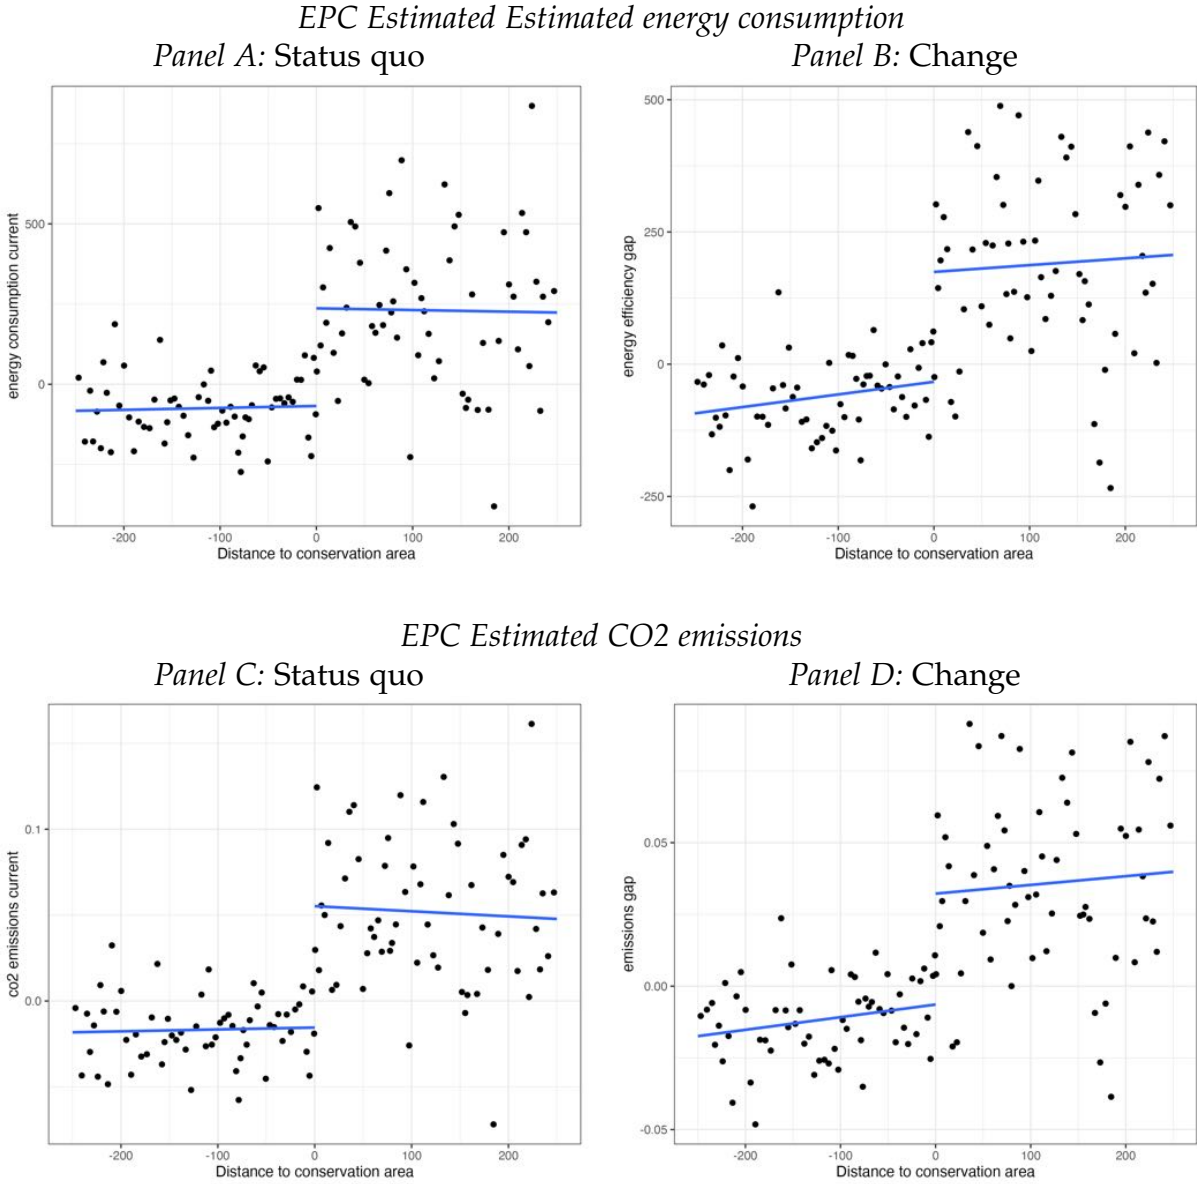 EPC Estimated Estimated energy consumption
Panel A: Status quo
Panel B: Change
energy consumption current
500
0
-200 -100 0 100 200
Distance to conservation area
energy efficiency gap
500
250
0
-250
-200 -100 0 100 200
Distance to conservation area
EPC Estimated CO2 emissions
Panel C: Status quo
Panel D: Change
co2 emissions current
0.1
0.0
-200 -100 0 100 200
Distance to conservation area
emissions gap
0.05
0.00
-0.05
-200 -100 0 100 200
Distance to conservation area